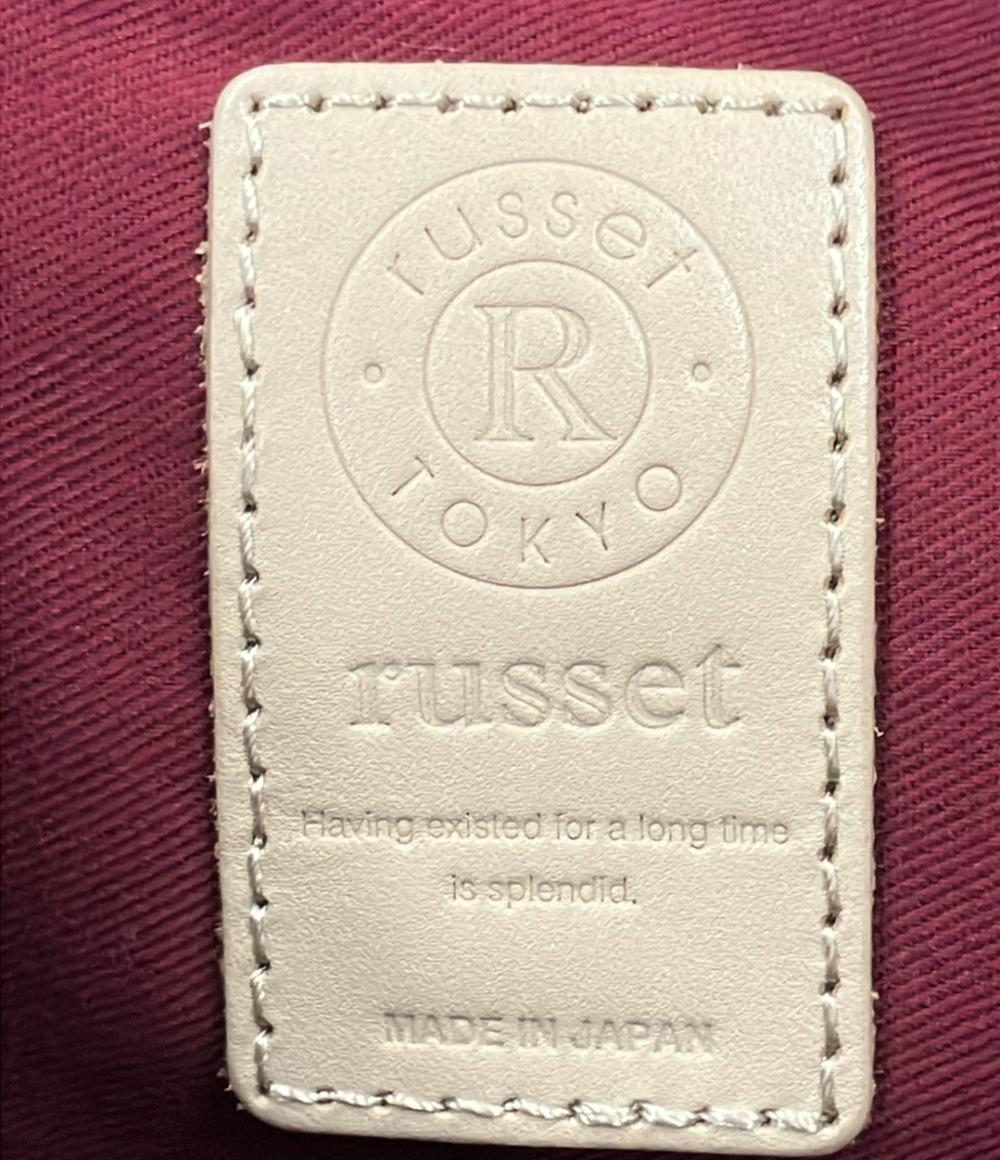 russet
R
TOKYO
russet
Having existed for a long time
is splendid.
MADE IN JAPAN